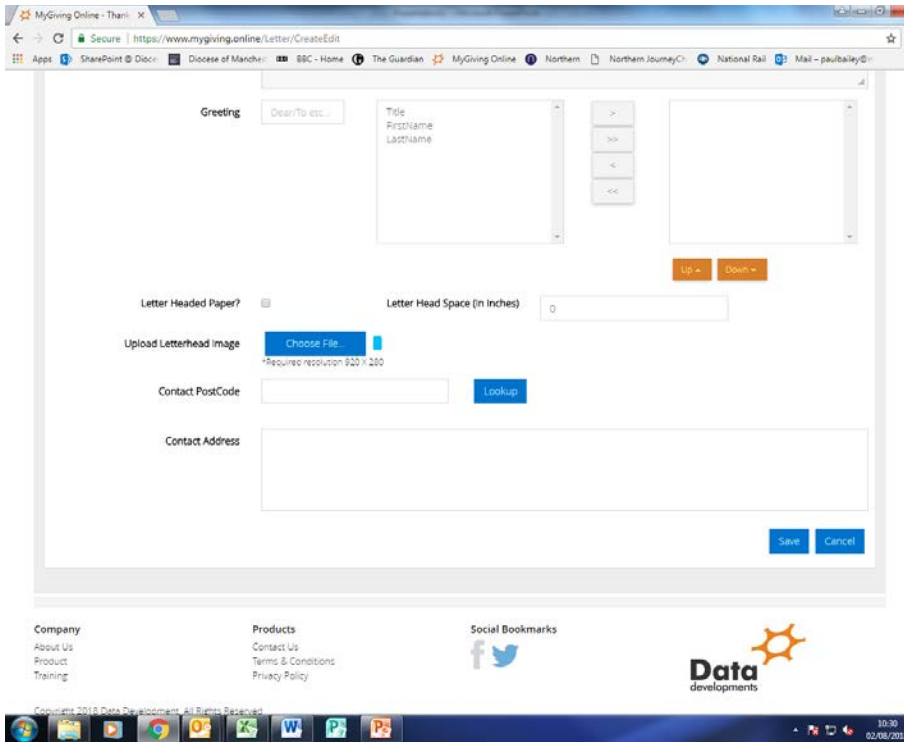 MyGiving Online - Thank
Secure | https://www.mygiving.online/Letter/CreateEdit
Apps SharePoint @ Dioce Diocese of Manches BBC - Home The Guardian MyGiving Online Northern Northern JourneyCh National Rail Mail – paulbailey@m
Greeting Dear/To etc... Title > 
FirstName
LastName >>
<
<<
Up Down
Letter Headed Paper? Letter Head Space (in inches) 0
Upload Letterhead Image Choose File...
*Required resolution 920 X 280
Contact PostCode Lookup
Contact Address
Save Cancel
Company Products Social Bookmarks
About Us Contact Us
Product Terms & Conditions
Training Privacy Policy
Data
developments
Copyright 2018 Data Development. All Rights Reserved
10:30
02/08/201